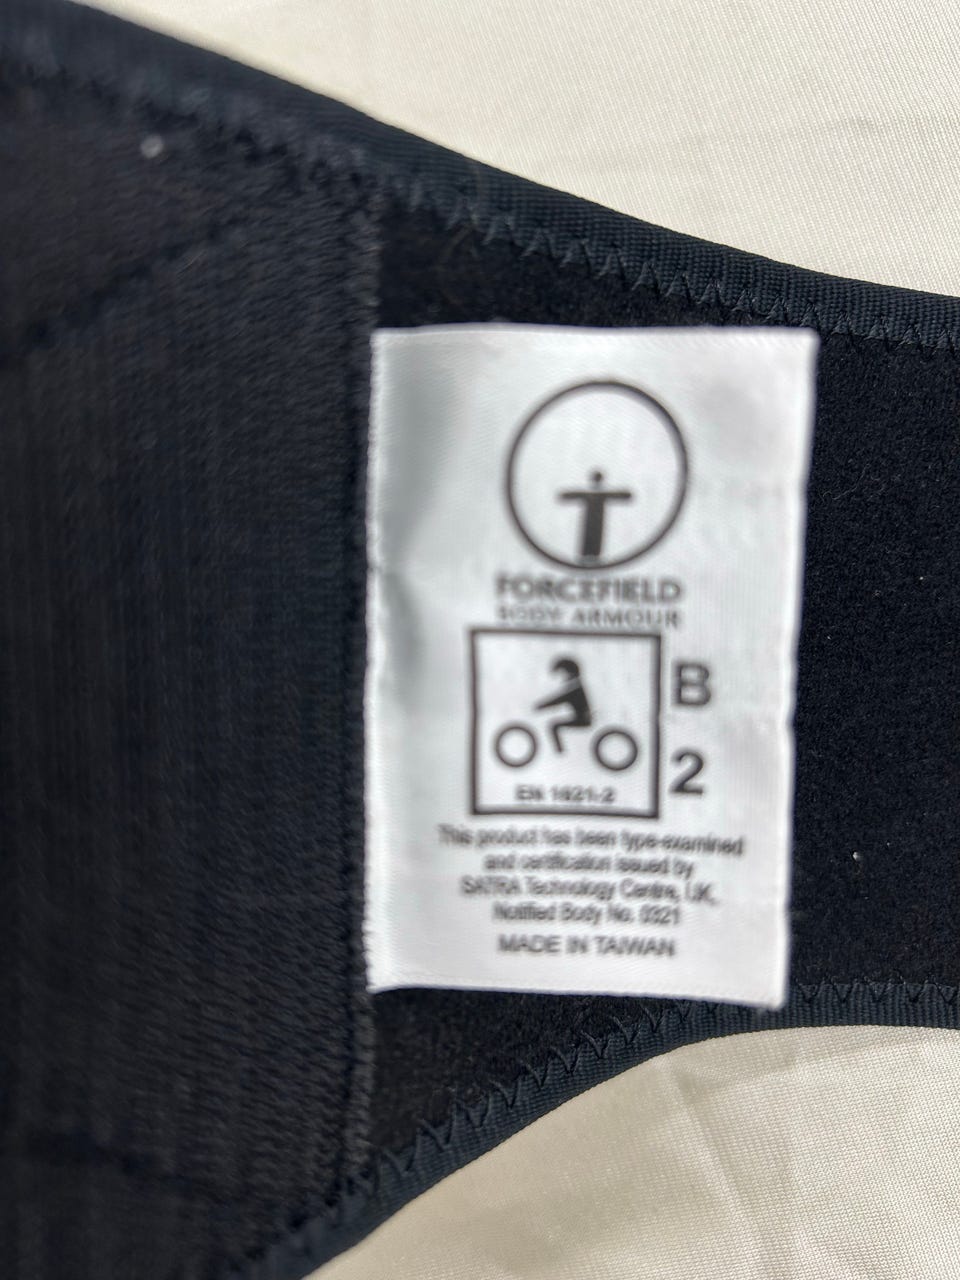 FORCEFIELD
BODY ARMOUR
B
2
EN 1621-2
This product has been type-examined
and certification issued by
SATRA Technology Centre, U.K.
Notified Body No. 0321
MADE IN TAIWAN